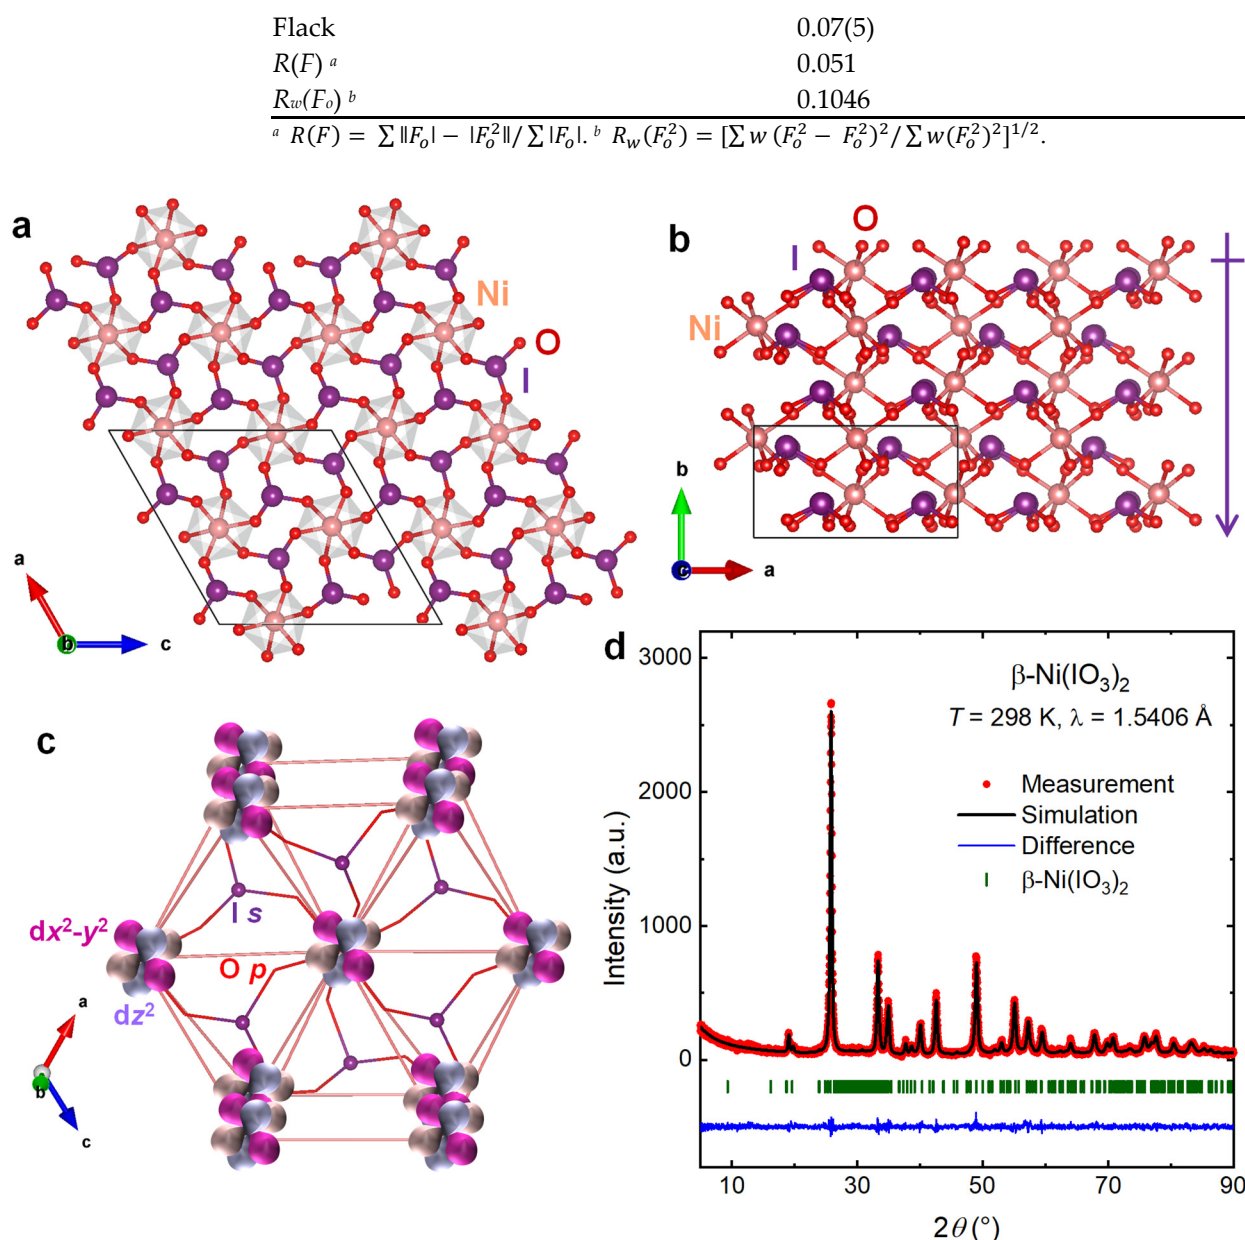 Flack 0.07(5)
R(F) a 0.051
Rw(Fo) b 0.1046
a R(F) = ∑‖Fo| − |Fo2‖/ ∑|Fo|. b Rw(Fo2) = [∑ w (Fo2 − Fo2)2/ ∑ w(Fo2)2]1/2.
a
Ni
O
I
a
b
c
b
O
I
Ni
b
c
a
c
dx2-y2
I s
O p
dz2
a
b
c
d
β-Ni(IO3)2
T = 298 K, λ = 1.5406 Å
Measurement
Simulation
Difference
β-Ni(IO3)2
Intensity (a.u.)
3000
2000
1000
0
10 30 50 70 90
2θ (°)